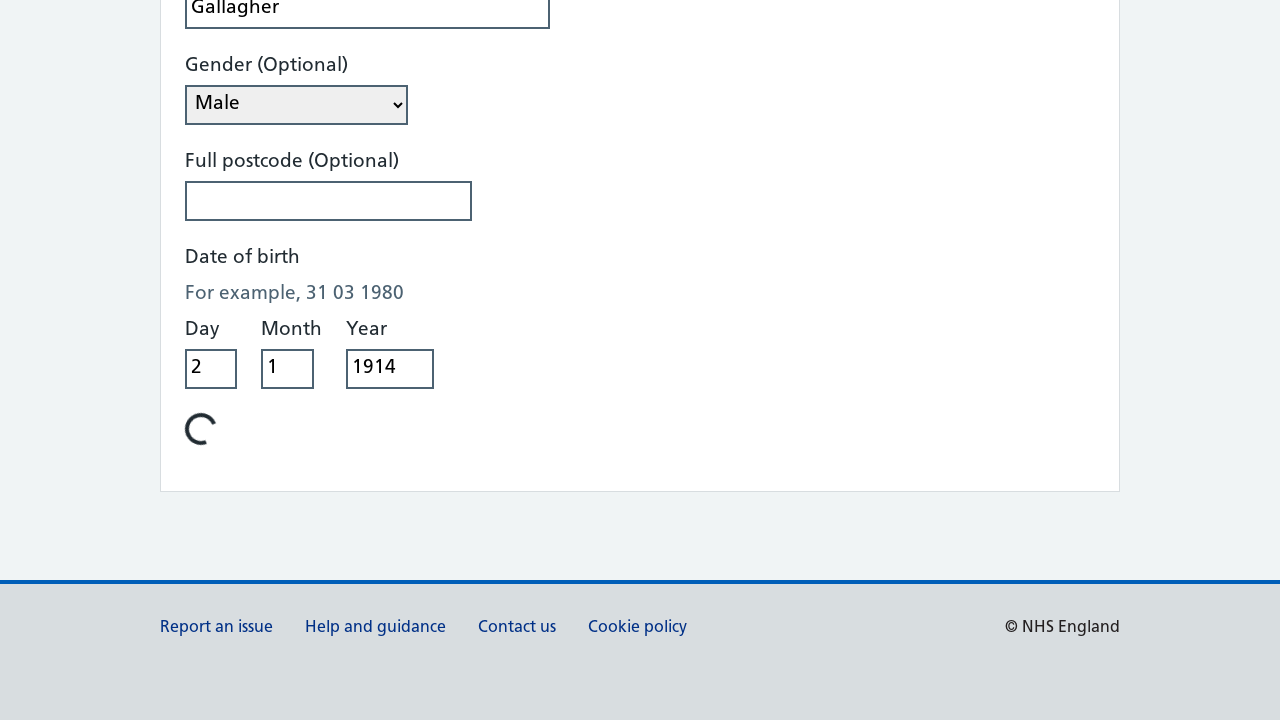 Gallagher
Gender (Optional)
Male
Full postcode (Optional)
Date of birth
For example, 31 03 1980
Day Month Year
2 1 1914
Report an issue Help and guidance Contact us Cookie policy © NHS England